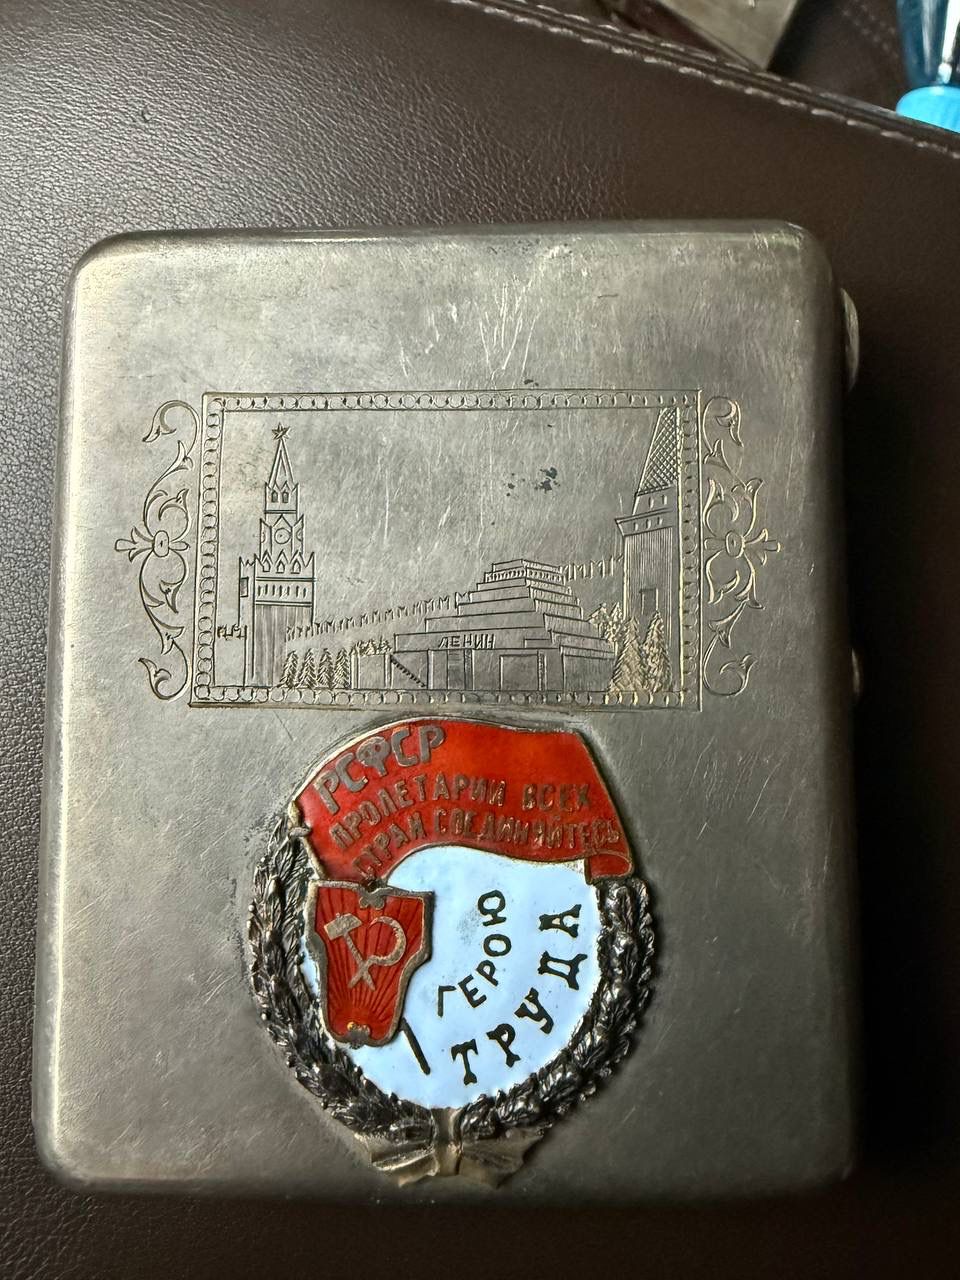 ЛЕНИН
РСФСР
ПРОЛЕТАРИИ ВСЕХ
СТРАН СОЕДИНЯЙТЕСЬ
ГЕРОЮ
ТРУДА